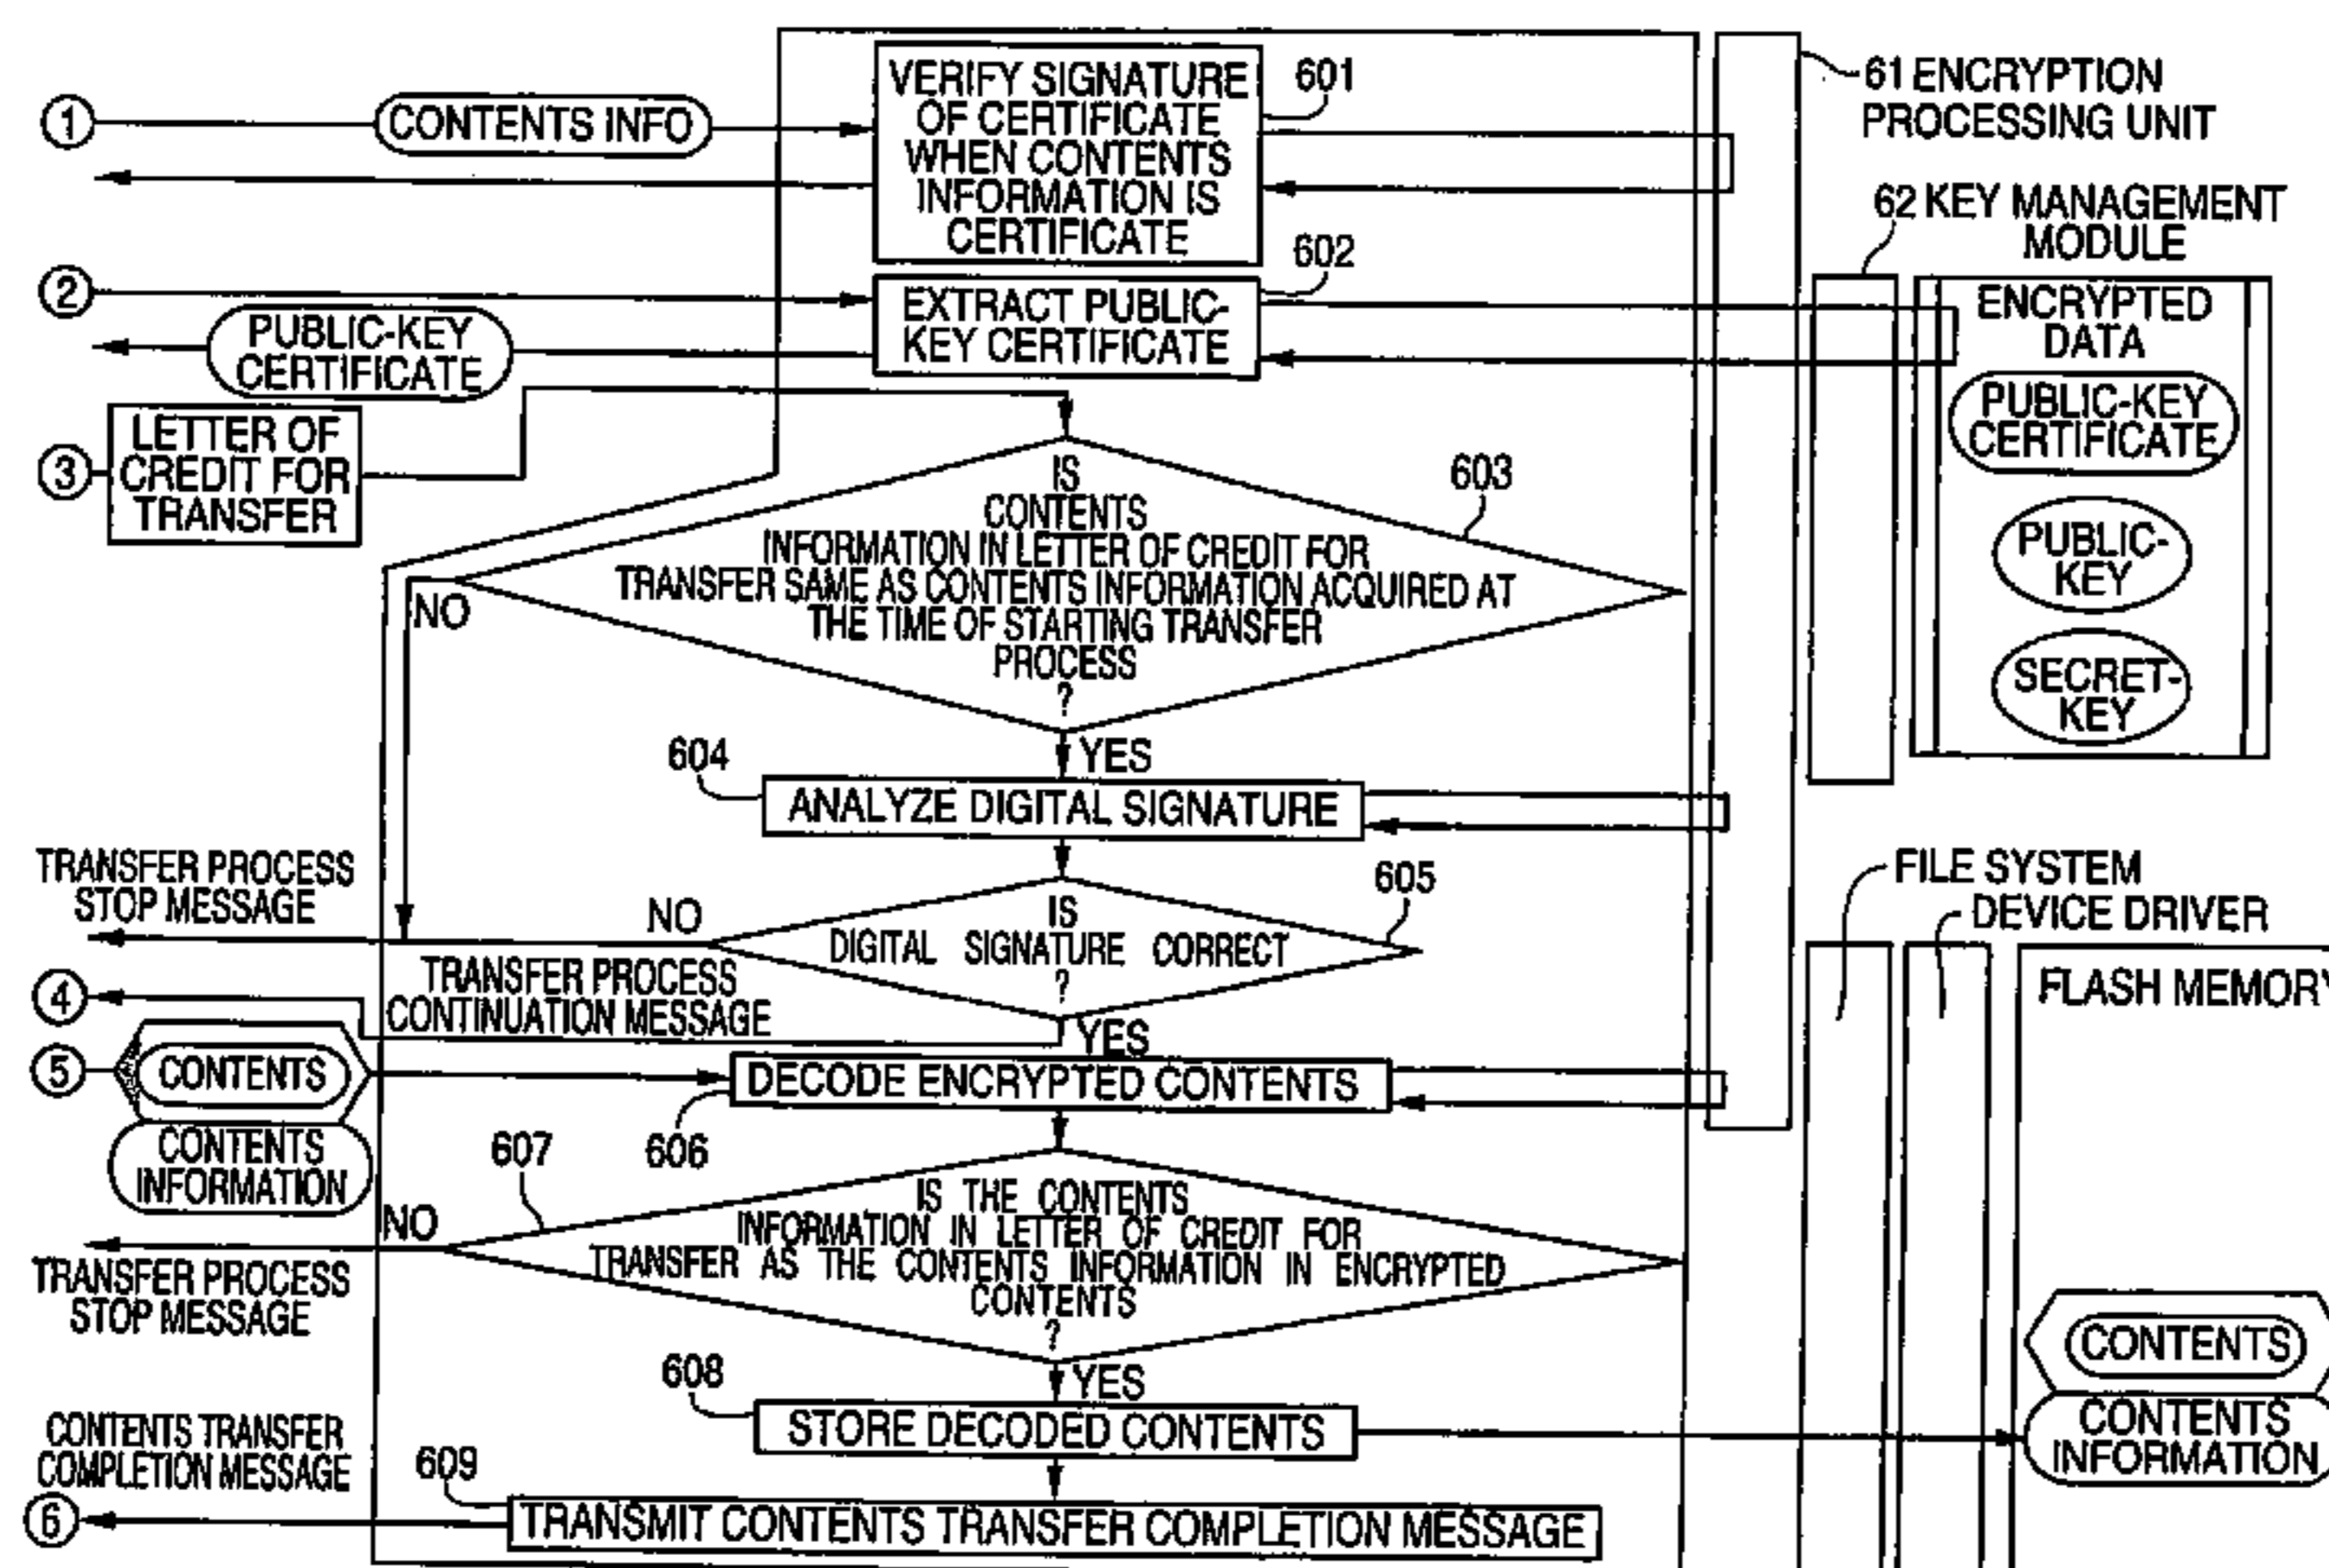 ①
CONTENTS INFO
VERIFY SIGNATURE
OF CERTIFICATE
WHEN CONTENTS
INFORMATION IS
CERTIFICATE
601
61 ENCRYPTION
PROCESSING UNIT
62 KEY MANAGEMENT
MODULE
②
602
EXTRACT PUBLIC-
KEY CERTIFICATE
PUBLIC-KEY
CERTIFICATE
ENCRYPTED
DATA
PUBLIC-KEY
CERTIFICATE
PUBLIC-
KEY
SECRET-
KEY
③
LETTER OF
CREDIT FOR
TRANSFER
603
IS
CONTENTS
INFORMATION IN LETTER OF CREDIT FOR
TRANSFER SAME AS CONTENTS INFORMATION ACQUIRED AT
THE TIME OF STARTING TRANSFER
PROCESS
?
NO
YES
604
ANALYZE DIGITAL SIGNATURE
TRANSFER PROCESS
STOP MESSAGE
NO
605
IS
DIGITAL SIGNATURE CORRECT
?
FILE SYSTEM
DEVICE DRIVER
FLASH MEMORY
④
TRANSFER PROCESS
CONTINUATION MESSAGE
YES
⑤
CONTENTS
CONTENTS
INFORMATION
DECODE ENCRYPTED CONTENTS
606
607
IS THE CONTENTS
INFORMATION IN LETTER OF CREDIT FOR
TRANSFER AS THE CONTENTS INFORMATION IN ENCRYPTED
CONTENTS
?
NO
TRANSFER PROCESS
STOP MESSAGE
YES
608
STORE DECODED CONTENTS
CONTENTS
CONTENTS
INFORMATION
CONTENTS TRANSFER
COMPLETION MESSAGE
609
⑥
TRANSMIT CONTENTS TRANSFER COMPLETION MESSAGE